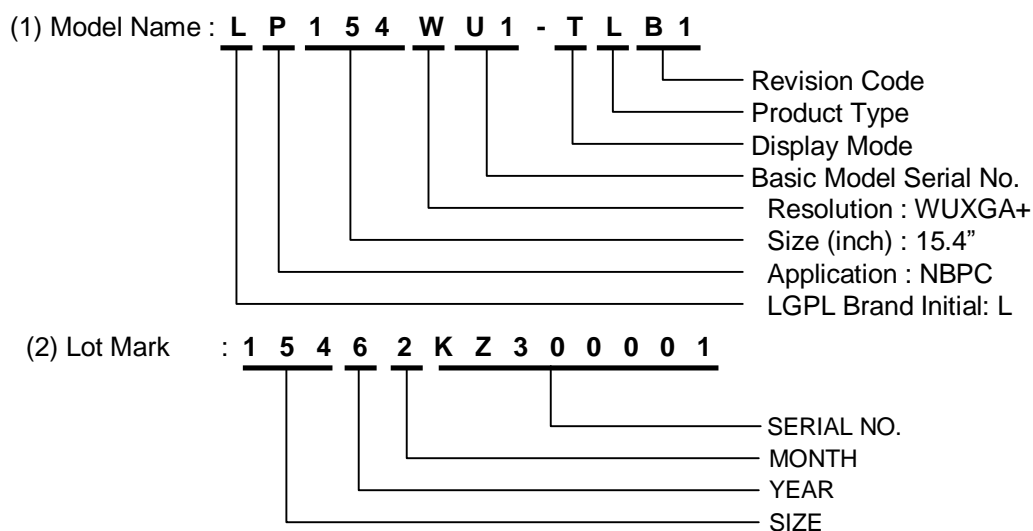 (1) Model Name : L P 1 5 4 W U 1 - T L B 1
Revision Code
Product Type
Display Mode
Basic Model Serial No.
Resolution : WUXGA+
Size (inch) : 15.4”
Application : NBPC
LGPL Brand Initial: L
(2) Lot Mark : 1 5 4 6 2 K Z 3 0 0 0 0 1
SERIAL NO.
MONTH
YEAR
SIZE